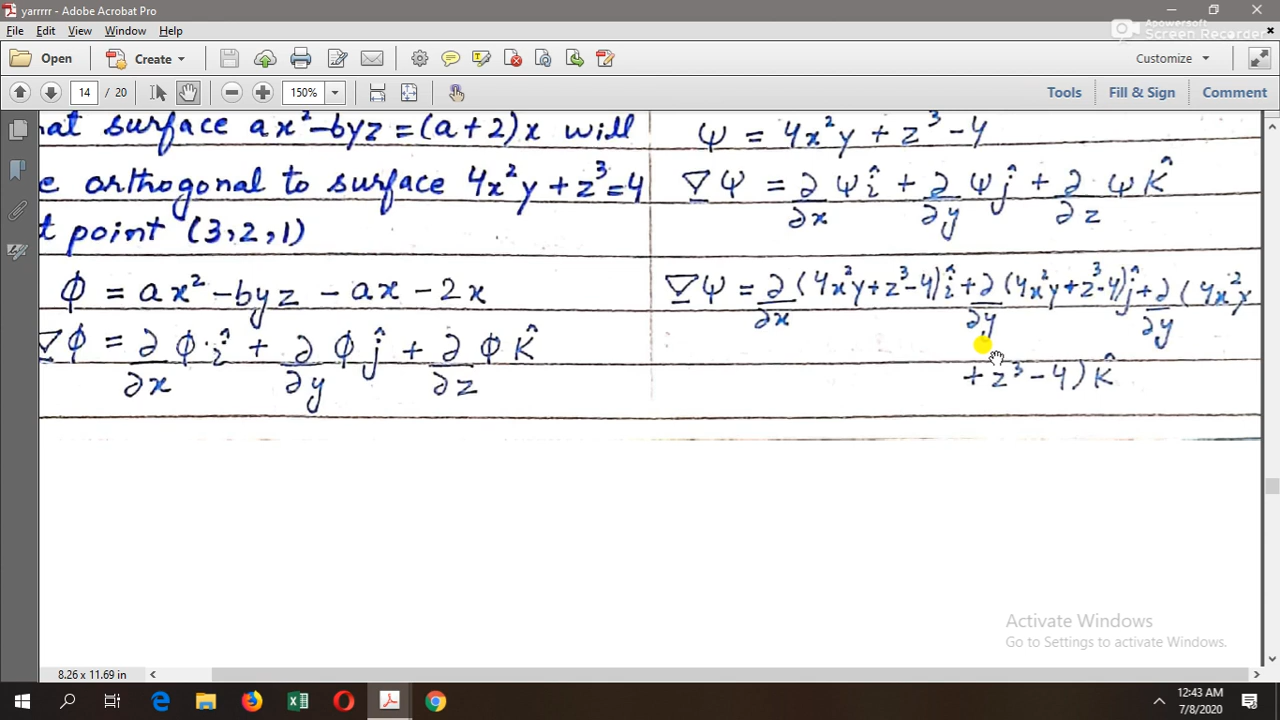 yarrrrr - Adobe Acrobat Pro
Apowersoft
Screen Recorder
File Edit View Window Help
Open Create Customize
14 / 20 150% Tools Fill & Sign Comment
at surface ax²-byz=(a+2)x will
e orthogonal to surface 4x²y+z³=4
t point (3,2,1)
ϕ = ax²-byz -ax -2x
∇ϕ = ∂/∂x ϕ·î + ∂/∂y ϕ ĵ + ∂/∂z ϕ k̂
ψ = 4x²y + z³-4
∇ψ = ∂/∂x ψ î + ∂/∂y ψ ĵ + ∂/∂z ψ k̂
∇ψ = ∂/∂x (4x²y+z³-4) î + ∂/∂y (4x²y+z³-4) ĵ + ∂/∂y (4x²y
+z³-4) k̂
Activate Windows
Go to Settings to activate Windows.
8.26 x 11.69 in
12:43 AM
7/8/2020